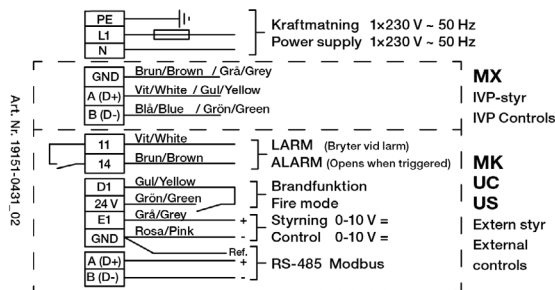 PE
L1
N
Kraftmatning 1x230 V ~ 50 Hz
Power supply 1x230 V ~ 50 Hz
GND Brun/Brown / Grå/Grey
A (D+) Vit/White / Gul/Yellow
B (D-) Blå/Blue / Grön/Green
MX
IVP-styr
IVP Controls
Art. Nr. 19151-0431_02
11 Vit/White
14 Brun/Brown
LARM (Bryter vid larm)
ALARM (Opens when triggered)
D1 Gul/Yellow
24 V Grön/Green
Brandfunktion
Fire mode
E1 Grå/Grey + Styrning 0-10 V =
GND Rosa/Pink - Control 0-10 V =
Ref.
A (D+) +
B (D-) -
RS-485 Modbus
MK
UC
US
Extern styr
External
controls